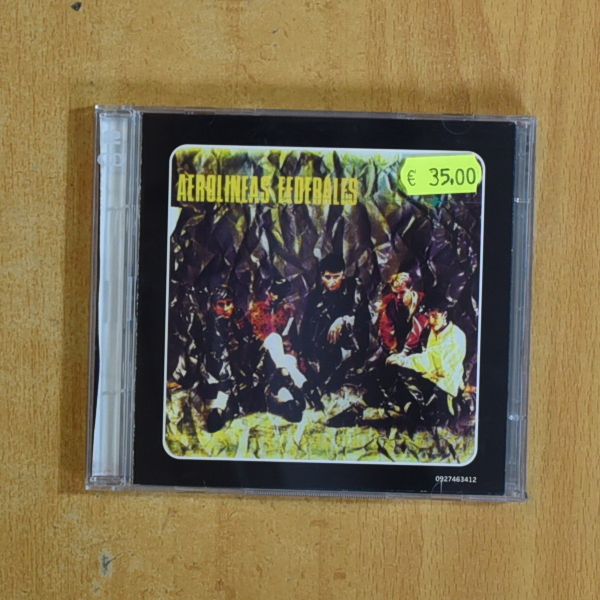 AEROLINEAS FEDERALES
€ 35,00
0927463412